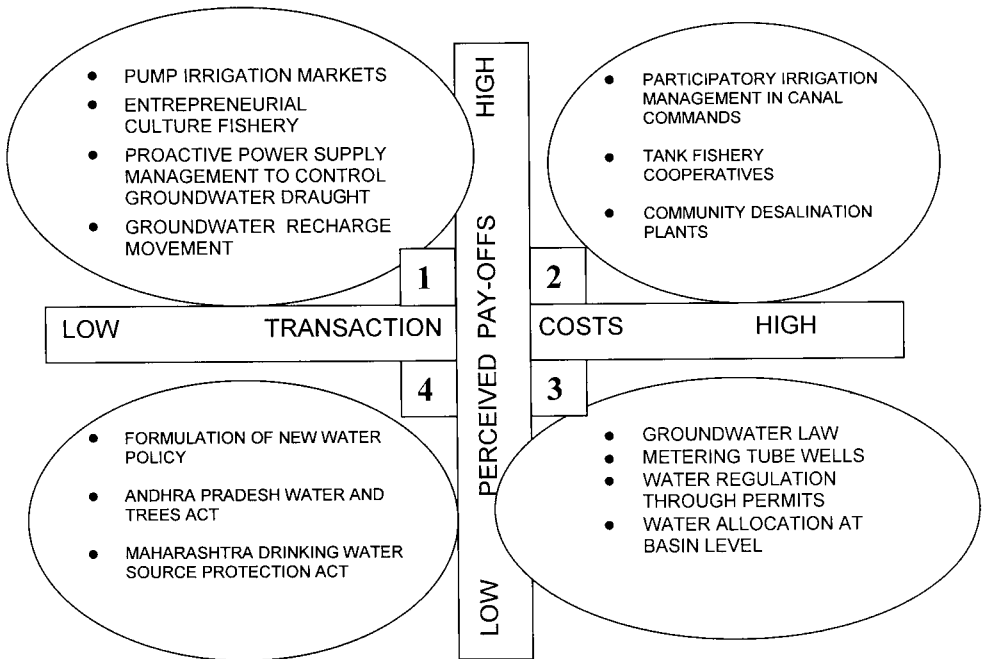 ● PUMP IRRIGATION MARKETS
● ENTREPRENEURIAL
CULTURE FISHERY
● PROACTIVE POWER SUPPLY
MANAGEMENT TO CONTROL
GROUNDWATER DRAUGHT
● GROUNDWATER RECHARGE
MOVEMENT
● PARTICIPATORY IRRIGATION
MANAGEMENT IN CANAL
COMMANDS
● TANK FISHERY
COOPERATIVES
● COMMUNITY DESALINATION
PLANTS
1
2
LOW TRANSACTION COSTS HIGH
LOW PERCEIVED PAY-OFFS HIGH
4
3
● FORMULATION OF NEW WATER
POLICY
● ANDHRA PRADESH WATER AND
TREES ACT
● MAHARASHTRA DRINKING WATER
SOURCE PROTECTION ACT
● GROUNDWATER LAW
● METERING TUBE WELLS
● WATER REGULATION
THROUGH PERMITS
● WATER ALLOCATION AT
BASIN LEVEL